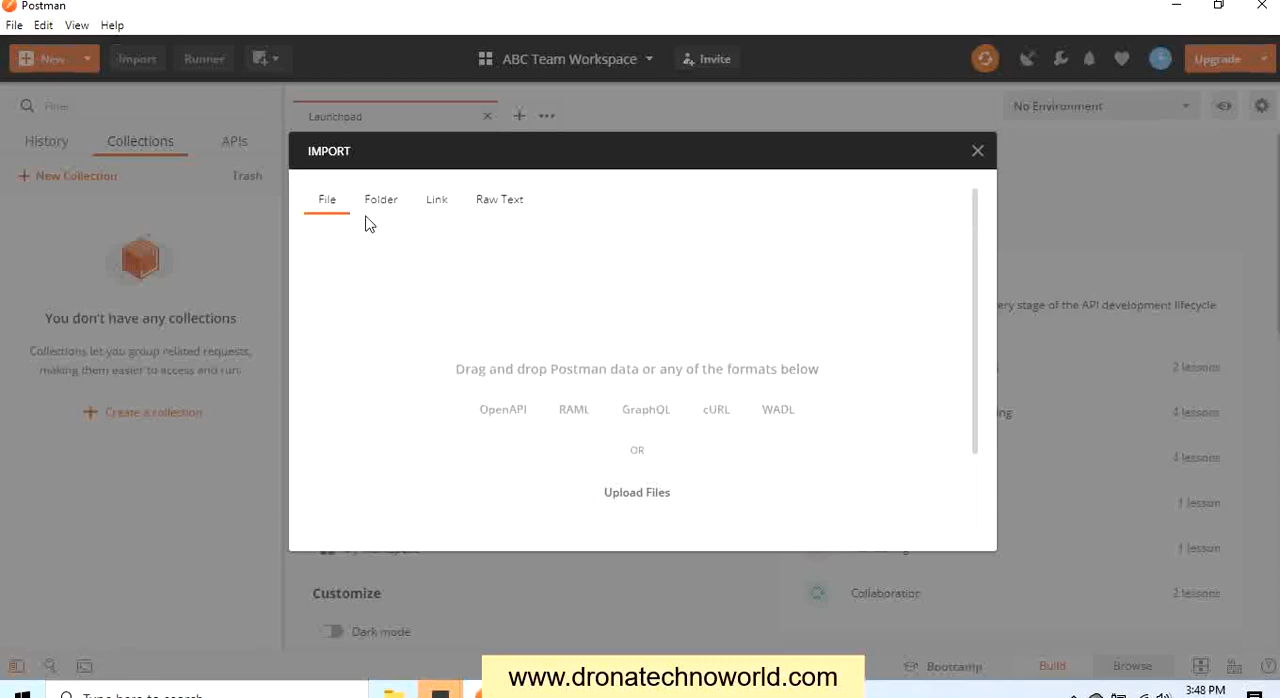 Postman
File Edit View Help
New Import Runner ABC Team Workspace Invite Upgrade
Filter Launchpad No Environment
History Collections APIs
IMPORT
New Collection Trash
File Folder Link Raw Text
You don't have any collections
ery stage of the API development lifecycle
Collections let you group related requests,
making them easier to access and run.
2 lessons
Drag and drop Postman data or any of the formats below
Create a collection
OpenAPI RAML GraphQL cURL WADL
ng 4 lessons
OR
4 lessons
Upload Files
1 lesson
1 lesson
Customize
Collaboration 2 lessons
Dark mode
Bootcamp Build Browse
www.dronatechnoworld.com
Type here to search
3:48 PM